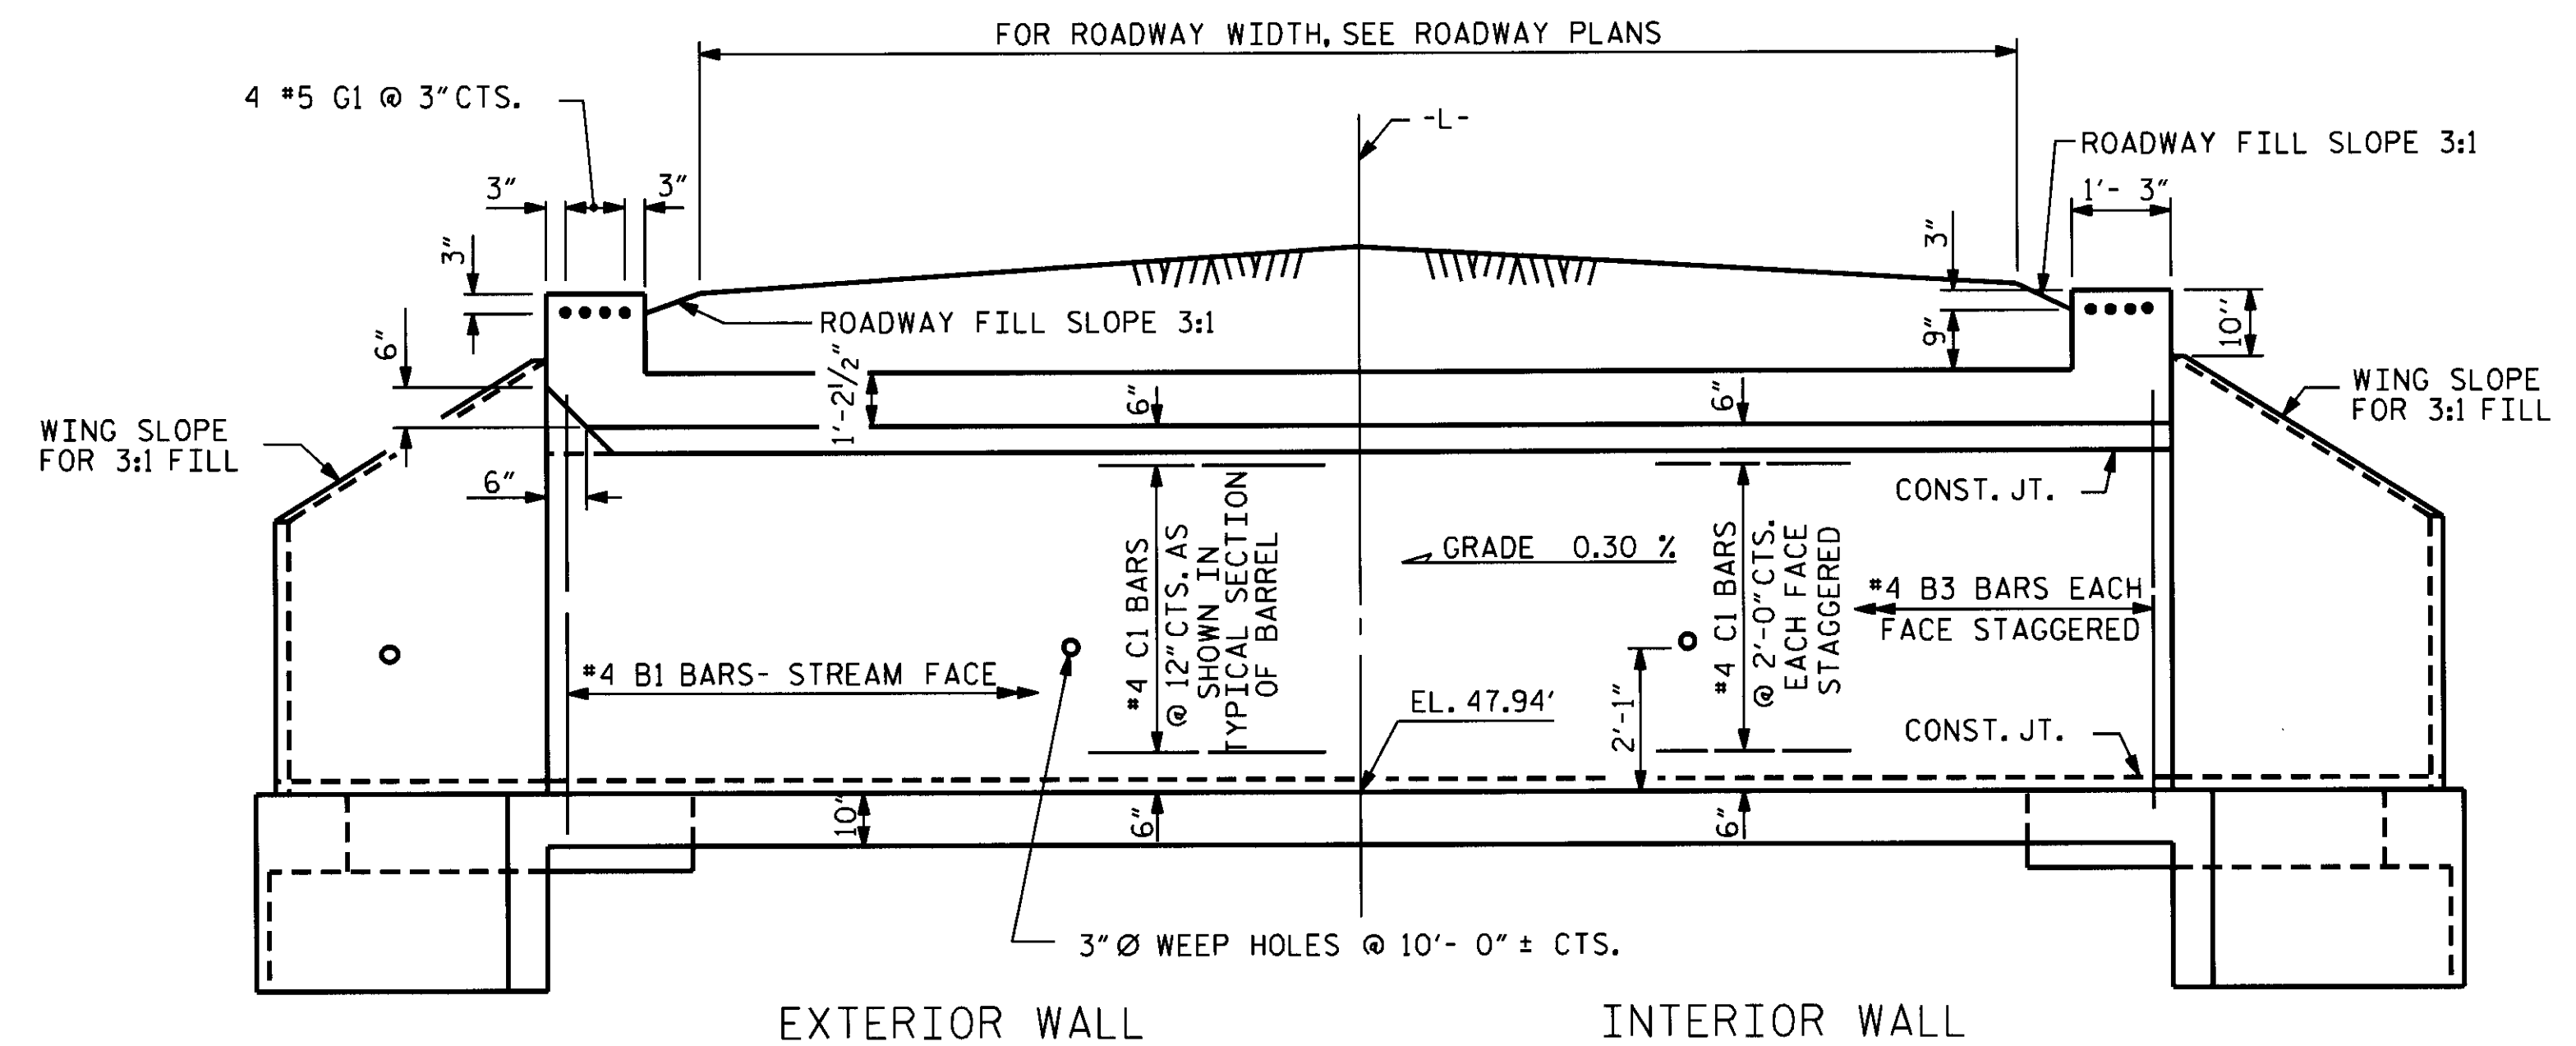 FOR ROADWAY WIDTH, SEE ROADWAY PLANS
4 #5 G1 @ 3" CTS.
-L-
ROADWAY FILL SLOPE 3:1
3"
3"
1'- 3"
3"
3"
ROADWAY FILL SLOPE 3:1
6"
9"
10"
1'-2½"
6"
6"
WING SLOPE
FOR 3:1 FILL
WING SLOPE
FOR 3:1 FILL
6"
CONST. JT.
#4 C1 BARS
@ 12" CTS. AS
SHOWN IN
TYPICAL SECTION
OF BARREL
GRADE 0.30 %
#4 C1 BARS
@ 2'-0" CTS.
EACH FACE
STAGGERED
#4 B3 BARS EACH
FACE STAGGERED
#4 B1 BARS- STREAM FACE
EL. 47.94'
2'-1"
CONST. JT.
10"
6"
6"
3" Ø WEEP HOLES @ 10'- 0" ± CTS.
EXTERIOR WALL
INTERIOR WALL